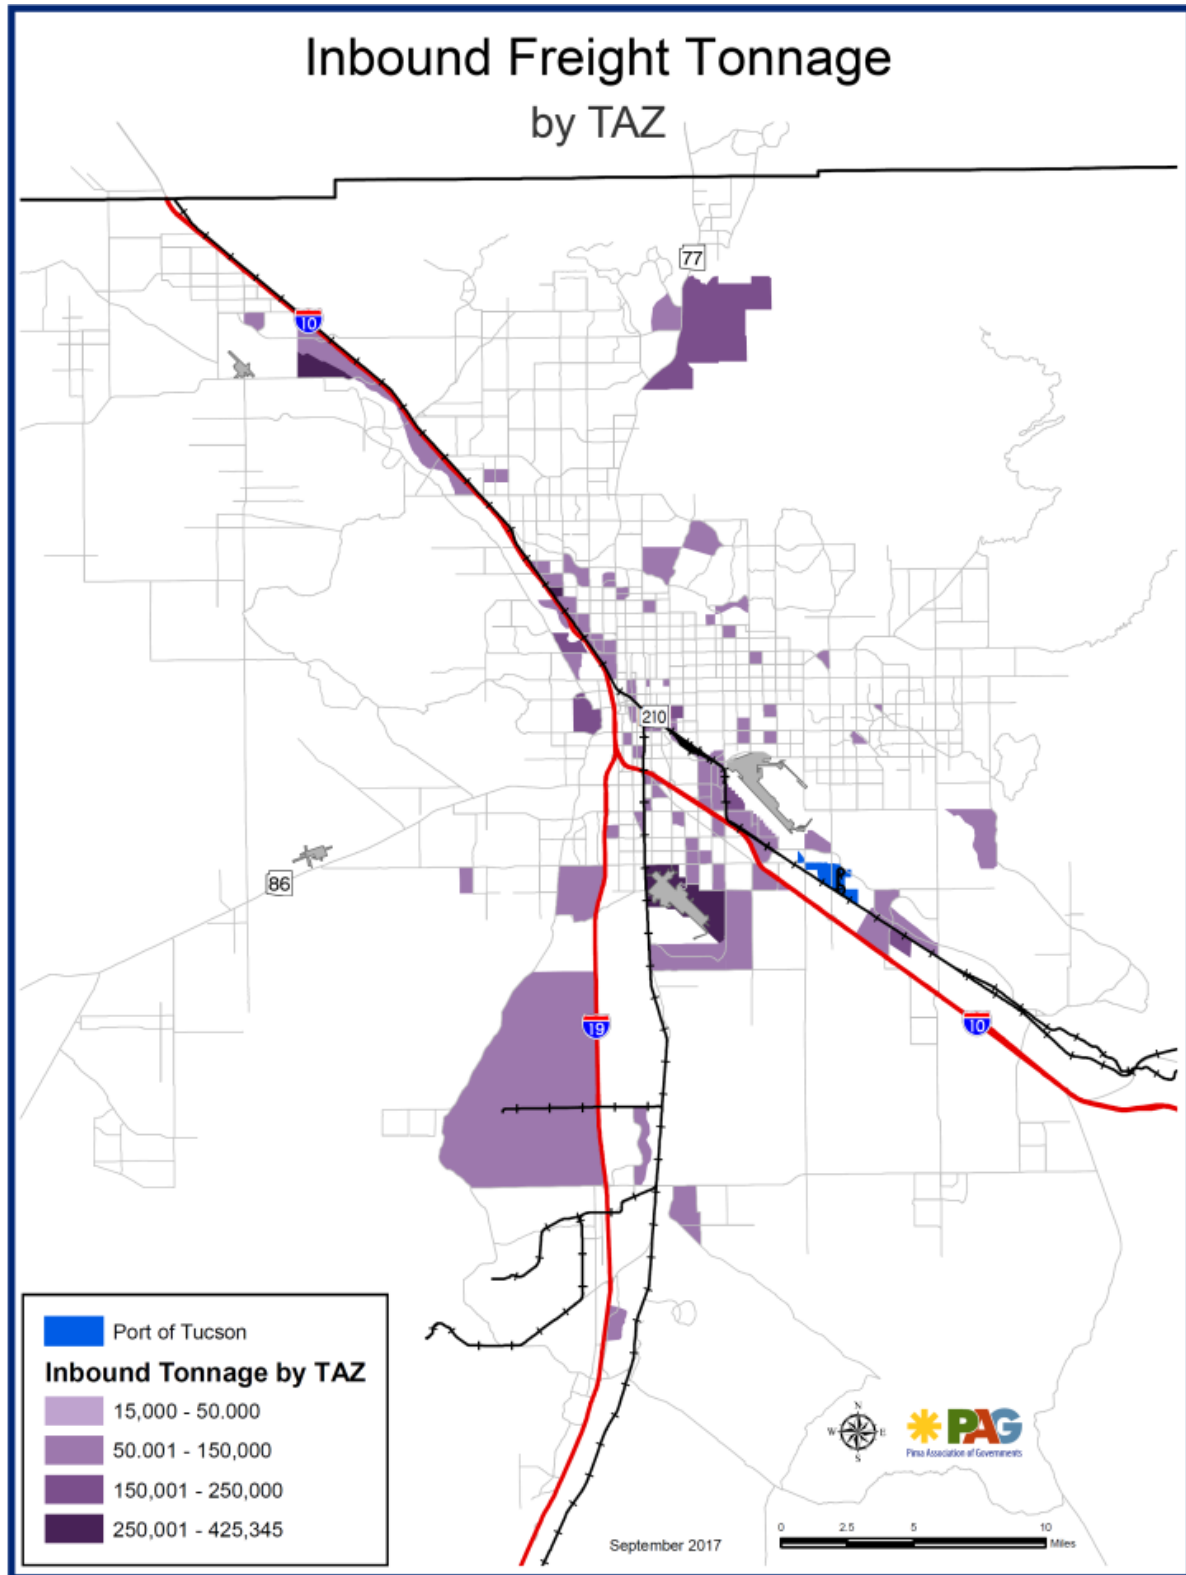 Inbound Freight Tonnage
by TAZ
77
10
210
86
19
10
Port of Tucson
Inbound Tonnage by TAZ
15,000 - 50.000
50.001 - 150,000
150,001 - 250,000
250,001 - 425,345
N
W E
S
PAG
Pima Association of Governments
September 2017
0 2.5 5 10
Miles